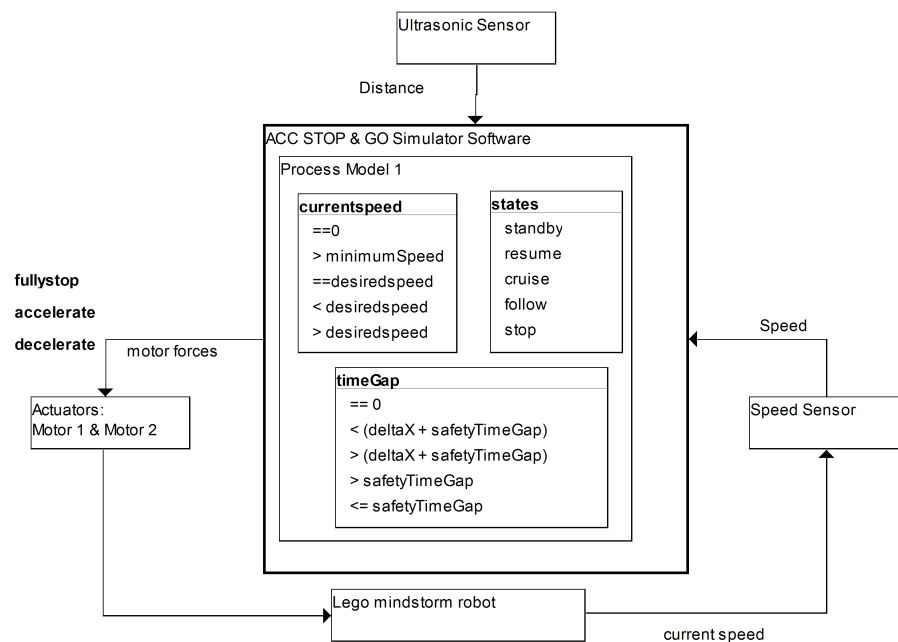 Ultrasonic Sensor
Distance
ACC STOP & GO Simulator Software
Process Model 1
currentspeed
==0
> minimumSpeed
==desiredspeed
< desiredspeed
> desiredspeed
states
standby
resume
cruise
follow
stop
fullystop
accelerate
decelerate
motor forces
Speed
timeGap
== 0
< (deltaX + safetyTimeGap)
> (deltaX + safetyTimeGap)
> safetyTimeGap
<= safetyTimeGap
Actuators:
Motor 1 & Motor 2
Speed Sensor
Lego mindstorm robot
current speed